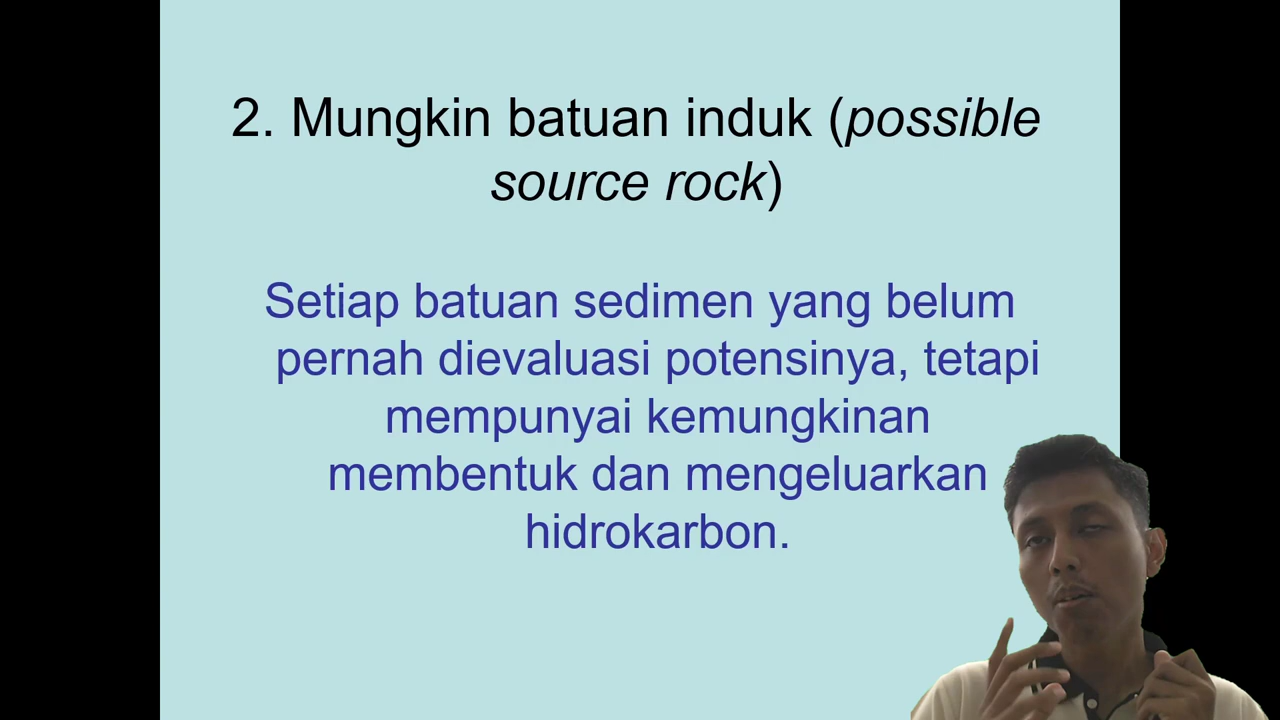 2. Mungkin batuan induk (possible
source rock)
Setiap batuan sedimen yang belum
pernah dievaluasi potensinya, tetapi
mempunyai kemungkinan
membentuk dan mengeluarkan
hidrokarbon.